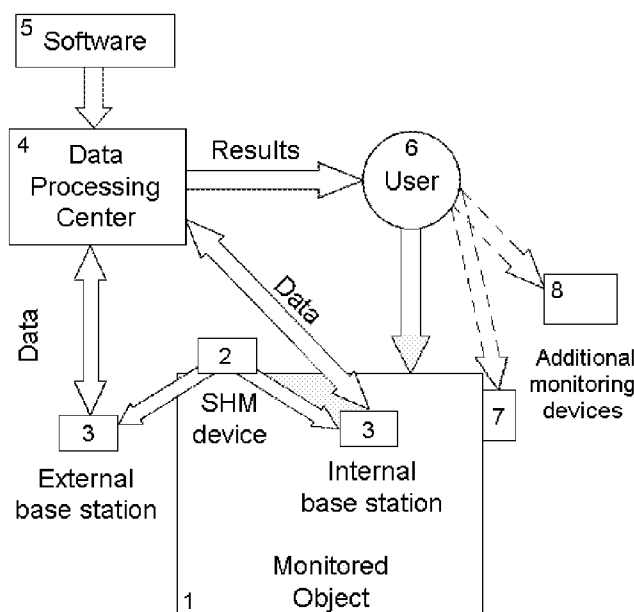 5
Software
4
Data
Processing
Center
Results
6
User
Data
Data
8
Additional
monitoring
devices
2
SHM
device
7
3
3
External
base station
Internal
base station
Monitored
Object
1